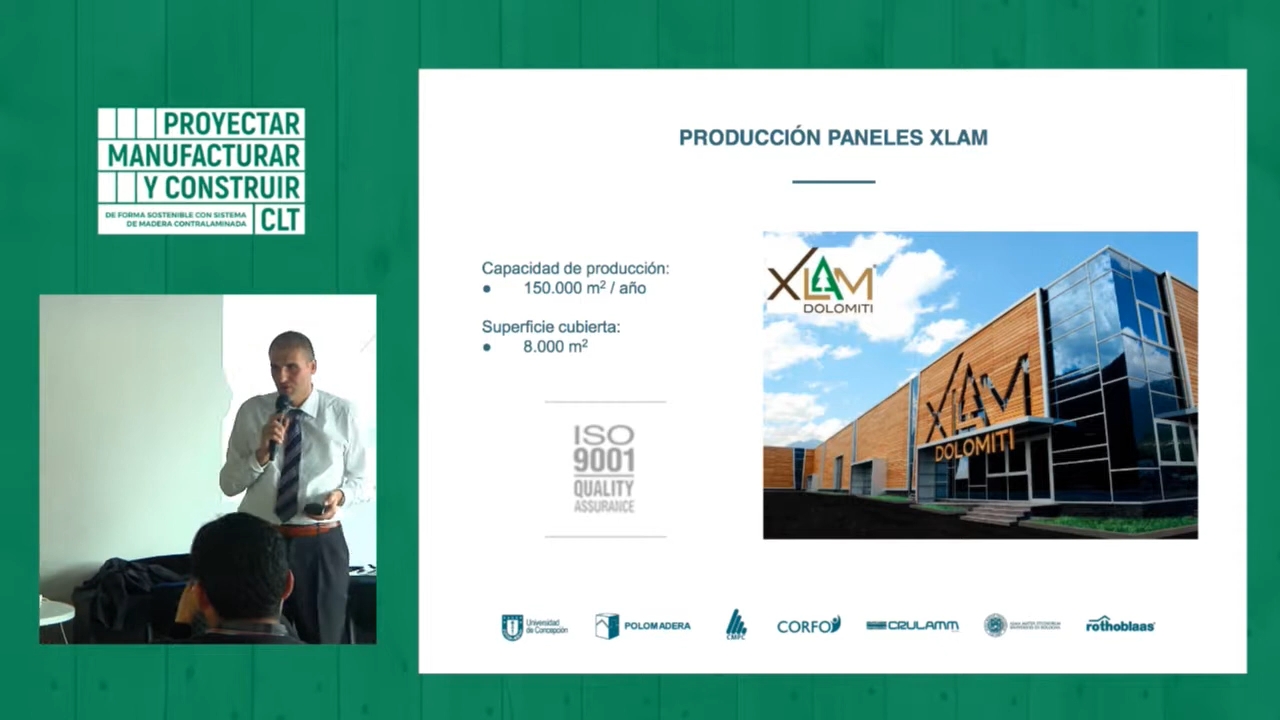 PROYECTAR
MANUFACTURAR
Y CONSTRUIR
DE FORMA SOSTENIBLE CON SISTEMA
DE MADERA CONTRALAMINADA
CLT
PRODUCCIÓN PANELES XLAM
Capacidad de producción:
● 150.000 m² / año
Superficie cubierta:
● 8.000 m²
ISO
9001
QUALITY
ASSURANCE
XLAM
DOLOMITI
XLAM
DOLOMITI
Universidad
de Concepción
POLOMADERA
CMPC
CORFO
CRULAMM
rothoblaas